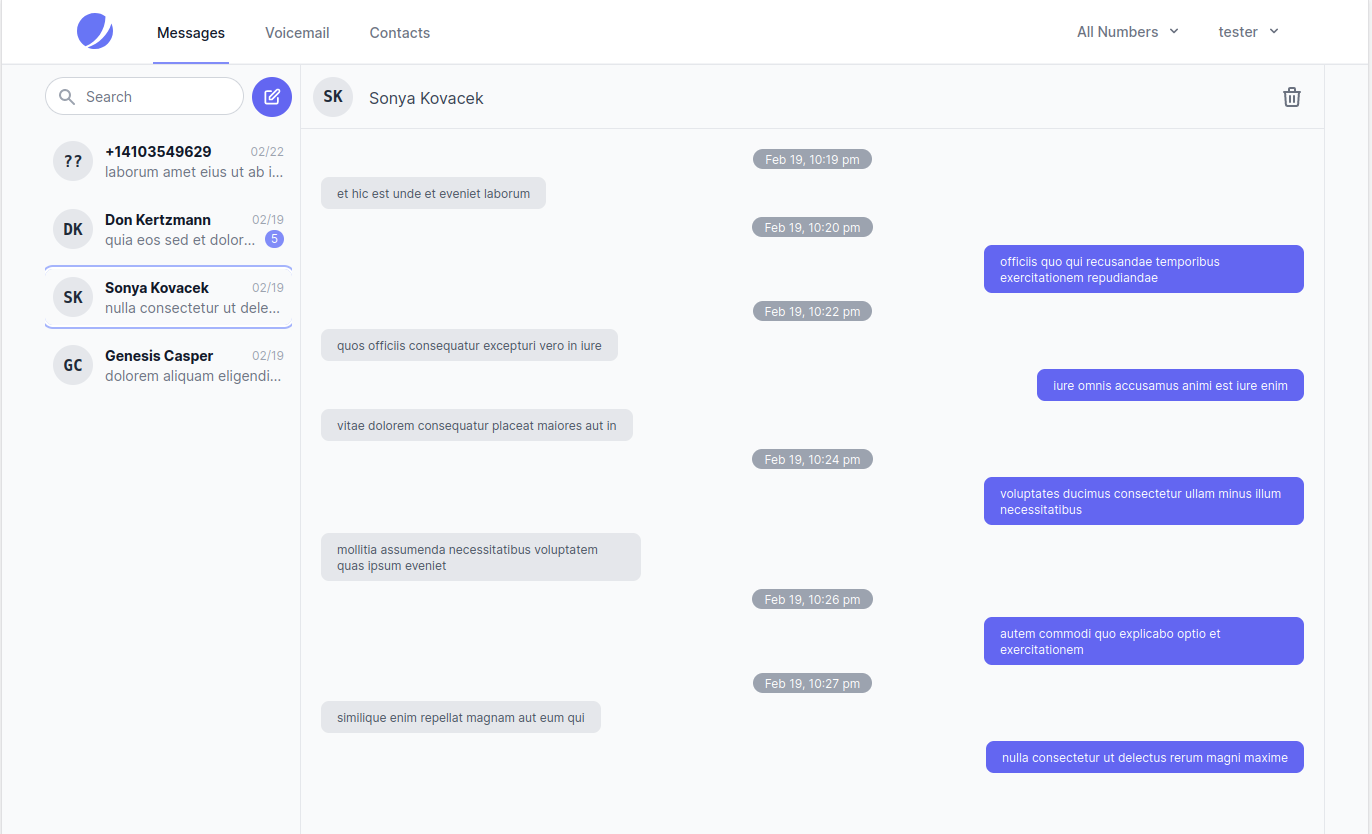 Messages
Voicemail
Contacts
All Numbers
tester
Search
?? +14103549629 02/22
laborum amet eius ut ab i...
DK Don Kertzmann 02/19
quia eos sed et dolor... 5
SK Sonya Kovacek 02/19
nulla consectetur ut dele...
GC Genesis Casper 02/19
dolorem aliquam eligendi...
SK Sonya Kovacek
Feb 19, 10:19 pm
et hic est unde et eveniet laborum
Feb 19, 10:20 pm
officiis quo qui recusandae temporibus
exercitationem repudiandae
Feb 19, 10:22 pm
quos officiis consequatur excepturi vero in iure
iure omnis accusamus animi est iure enim
vitae dolorem consequatur placeat maiores aut in
Feb 19, 10:24 pm
voluptates ducimus consectetur ullam minus illum
necessitatibus
mollitia assumenda necessitatibus voluptatem
quas ipsum eveniet
Feb 19, 10:26 pm
autem commodi quo explicabo optio et
exercitationem
Feb 19, 10:27 pm
similique enim repellat magnam aut eum qui
nulla consectetur ut delectus rerum magni maxime